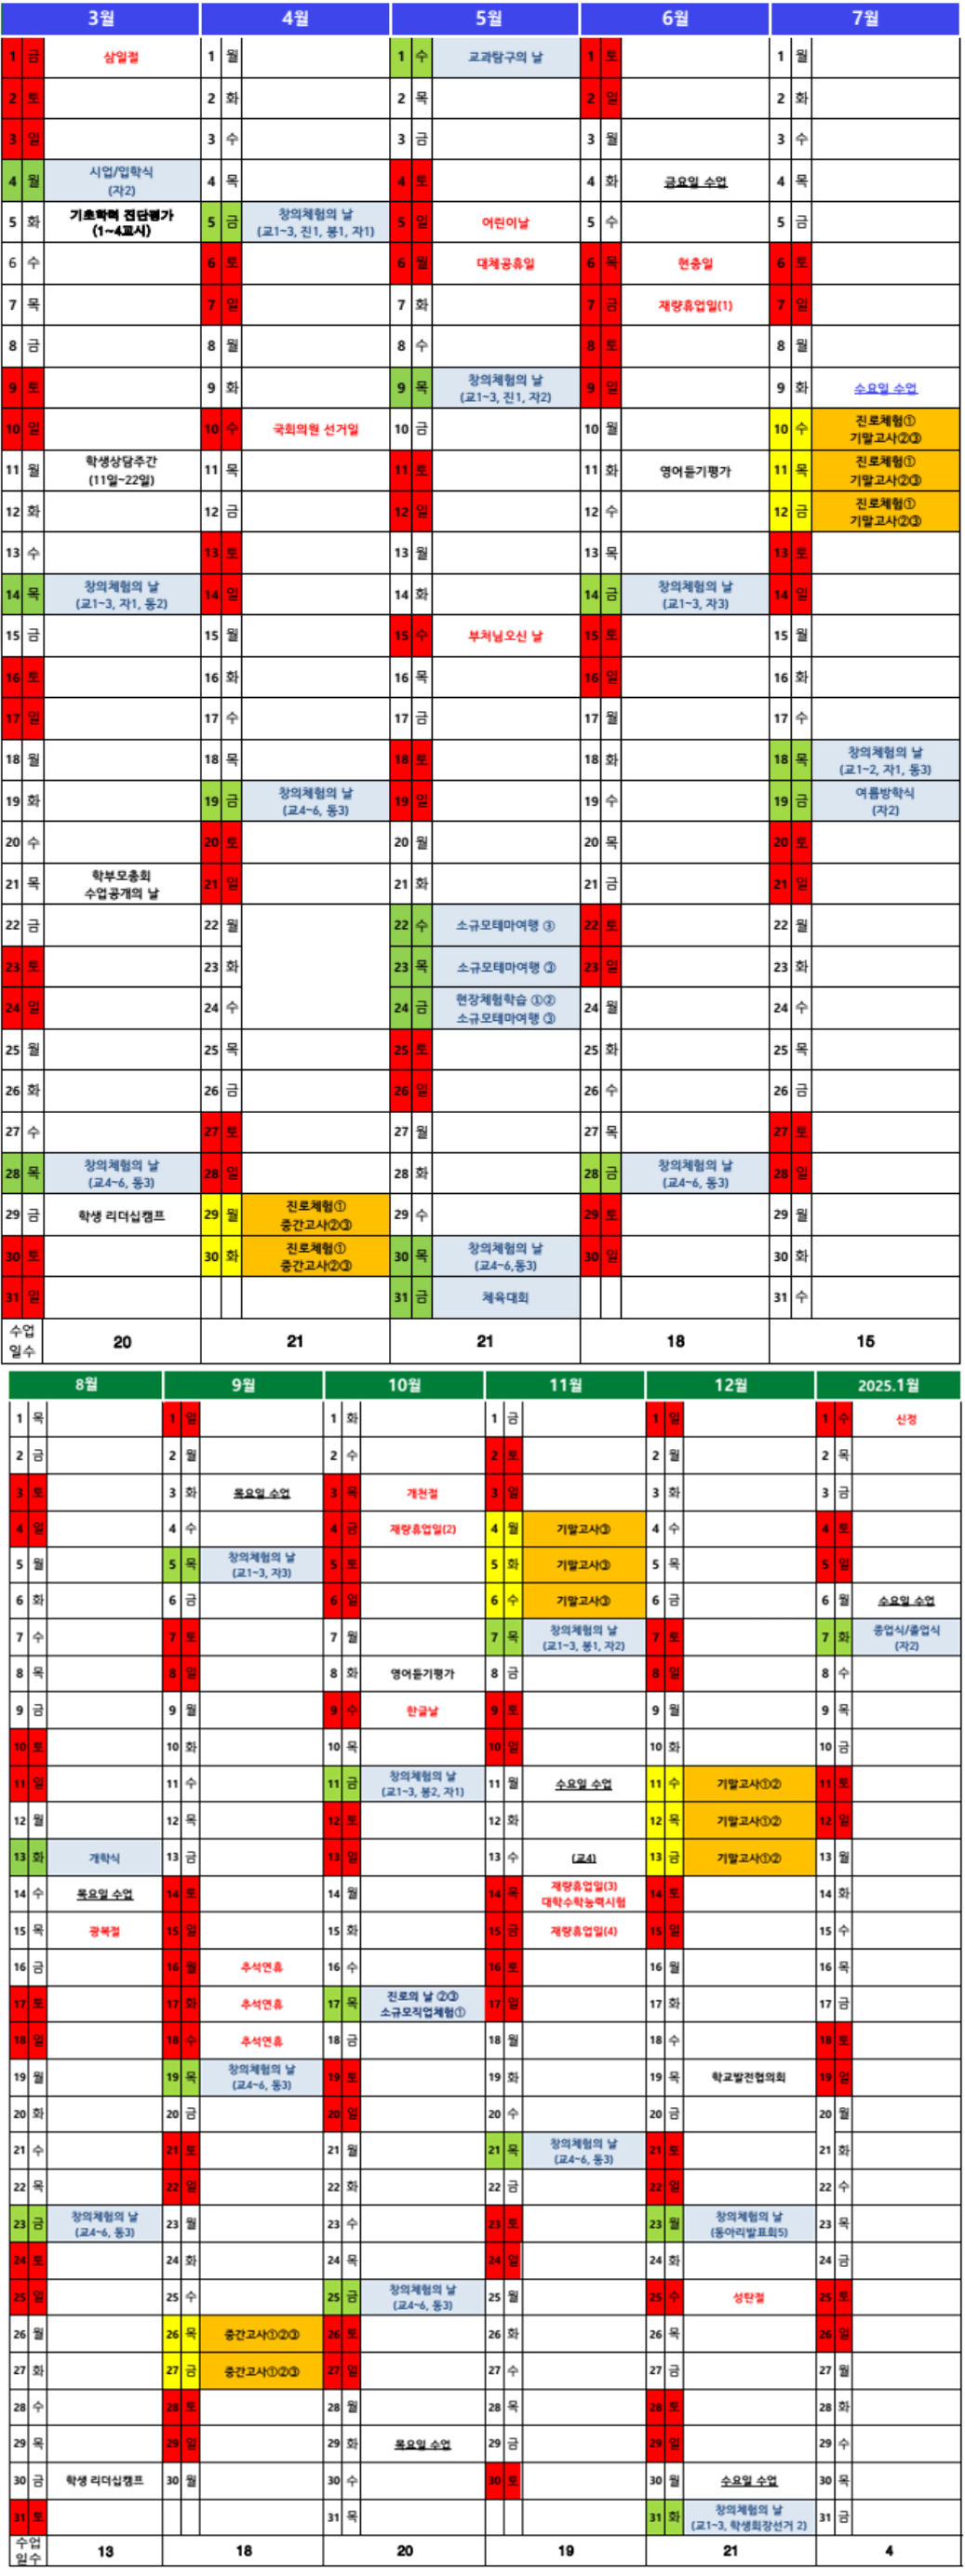 3월
1 금 삼일절
2 토
3 일
4 월 시업/입학식
(자2)
5 화 기초학력 진단평가
(1~4교시)
6 수
7 목
8 금
9 토
10 일
11 월 학생상담주간
(11일~22일)
12 화
13 수
14 목 창의체험의 날
(교1~3, 자1, 동2)
15 금
16 토
17 일
18 월
19 화
20 수
21 목 학부모총회
수업공개의 날
22 금
23 토
24 일
25 월
26 화
27 수
28 목 창의체험의 날
(교4~6, 동3)
29 금 학생 리더십캠프
30 토
31 일
수업
일수 20
4월
1 월
2 화
3 수
4 목
5 금 창의체험의 날
(교1~3, 진1, 봉1, 자1)
6 토
7 일
8 월
9 화
10 수 국회의원 선거일
11 목
12 금
13 토
14 일
15 월
16 화
17 수
18 목
19 금 창의체험의 날
(교4~6, 동3)
20 토
21 일
22 월
23 화
24 수
25 목
26 금
27 토
28 일
29 월 진로체험①
중간고사②③
30 화 진로체험①
중간고사②③
21
5월
1 수 교과탐구의 날
2 목
3 금
4 토
5 일 어린이날
6 월 대체공휴일
7 화
8 수
9 목 창의체험의 날
(교1~3, 진1, 자2)
10 금
11 토
12 일
13 월
14 화
15 수 부처님오신 날
16 목
17 금
18 토
19 일
20 월
21 화
22 수 소규모테마여행 ③
23 목 소규모테마여행 ③
24 금 현장체험학습 ①②
소규모테마여행 ③
25 토
26 일
27 월
28 화
29 수
30 목 창의체험의 날
(교4~6,동3)
31 금 체육대회
21
6월
1 토
2 일
3 월
4 화 금요일 수업
5 수
6 목 현충일
7 금 재량휴업일(1)
8 토
9 일
10 월
11 화 영어듣기평가
12 수
13 목
14 금 창의체험의 날
(교1~3, 자3)
15 토
16 일
17 월
18 화
19 수
20 목
21 금
22 토
23 일
24 월
25 화
26 수
27 목
28 금 창의체험의 날
(교4~6, 동3)
29 토
30 일
18
7월
1 월
2 화
3 수
4 목
5 금
6 토
7 일
8 월
9 화 수요일 수업
10 수 진로체험①
기말고사②③
11 목 진로체험①
기말고사②③
12 금 진로체험①
기말고사②③
13 토
14 일
15 월
16 화
17 수
18 목 창의체험의 날
(교1~2, 자1, 동3)
19 금 여름방학식
(자2)
20 토
21 일
22 월
23 화
24 수
25 목
26 금
27 토
28 일
29 월
30 화
31 수
15
8월
1 목
2 금
3 토
4 일
5 월
6 화
7 수
8 목
9 금
10 토
11 일
12 월
13 화 개학식
14 수 목요일 수업
15 목 광복절
16 금
17 토
18 일
19 월
20 화
21 수
22 목
23 금 창의체험의 날
(교4~6, 동3)
24 토
25 일
26 월
27 화
28 수
29 목
30 금 학생 리더십캠프
31 토
수업
일수 13
9월
1 일
2 월
3 화 목요일 수업
4 수
5 목 창의체험의 날
(교1~3, 자3)
6 금
7 토
8 일
9 월
10 화
11 수
12 목
13 금
14 토
15 일
16 월 추석연휴
17 화 추석연휴
18 수 추석연휴
19 목 창의체험의 날
(교4~6, 동3)
20 금
21 토
22 일
23 월
24 화
25 수
26 목 중간고사①②③
27 금 중간고사①②③
28 토
29 일
30 월
18
10월
1 화
2 수
3 목 개천절
4 금 재량휴업일(2)
5 토
6 일
7 월
8 화 영어듣기평가
9 수 한글날
10 목
11 금 창의체험의 날
(교1~3, 봉2, 자1)
12 토
13 일
14 월
15 화
16 수
17 목 진로의 날 ②③
소규모직업체험①
18 금
19 토
20 일
21 월
22 화
23 수
24 목
25 금 창의체험의 날
(교4~6, 동3)
26 토
27 일
28 월
29 화 목요일 수업
30 수
31 목
20
11월
1 금
2 토
3 일
4 월 기말고사③
5 화 기말고사③
6 수 기말고사③
7 목 창의체험의 날
(교1~3, 봉1, 자2)
8 금
9 토
10 일
11 월 수요일 수업
12 화
13 수 (교4)
14 목 재량휴업일(3)
대학수학능력시험
15 금 재량휴업일(4)
16 토
17 일
18 월
19 화
20 수
21 목 창의체험의 날
(교4~6, 동3)
22 금
23 토
24 일
25 월
26 화
27 수
28 목
29 금
30 토
19
12월
1 일
2 월
3 화
4 수
5 목
6 금
7 토
8 일
9 월
10 화
11 수 기말고사①②
12 목 기말고사①②
13 금 기말고사①②
14 토
15 일
16 월
17 화
18 수
19 목 학교발전협의회
20 금
21 토
22 일
23 월 창의체험의 날
(동아리발표회5)
24 화
25 수 성탄절
26 목
27 금
28 토
29 일
30 월 수요일 수업
31 화 창의체험의 날
(교1~3, 학생회장선거 2)
21
2025.1월
1 수 신정
2 목
3 금
4 토
5 일
6 월 수요일 수업
7 화 종업식/졸업식
(자2)
8 수
9 목
10 금
11 토
12 일
13 월
14 화
15 수
16 목
17 금
18 토
19 일
20 월
21 화
22 수
23 목
24 금
25 토
26 일
27 월
28 화
29 수
30 목
31 금
4